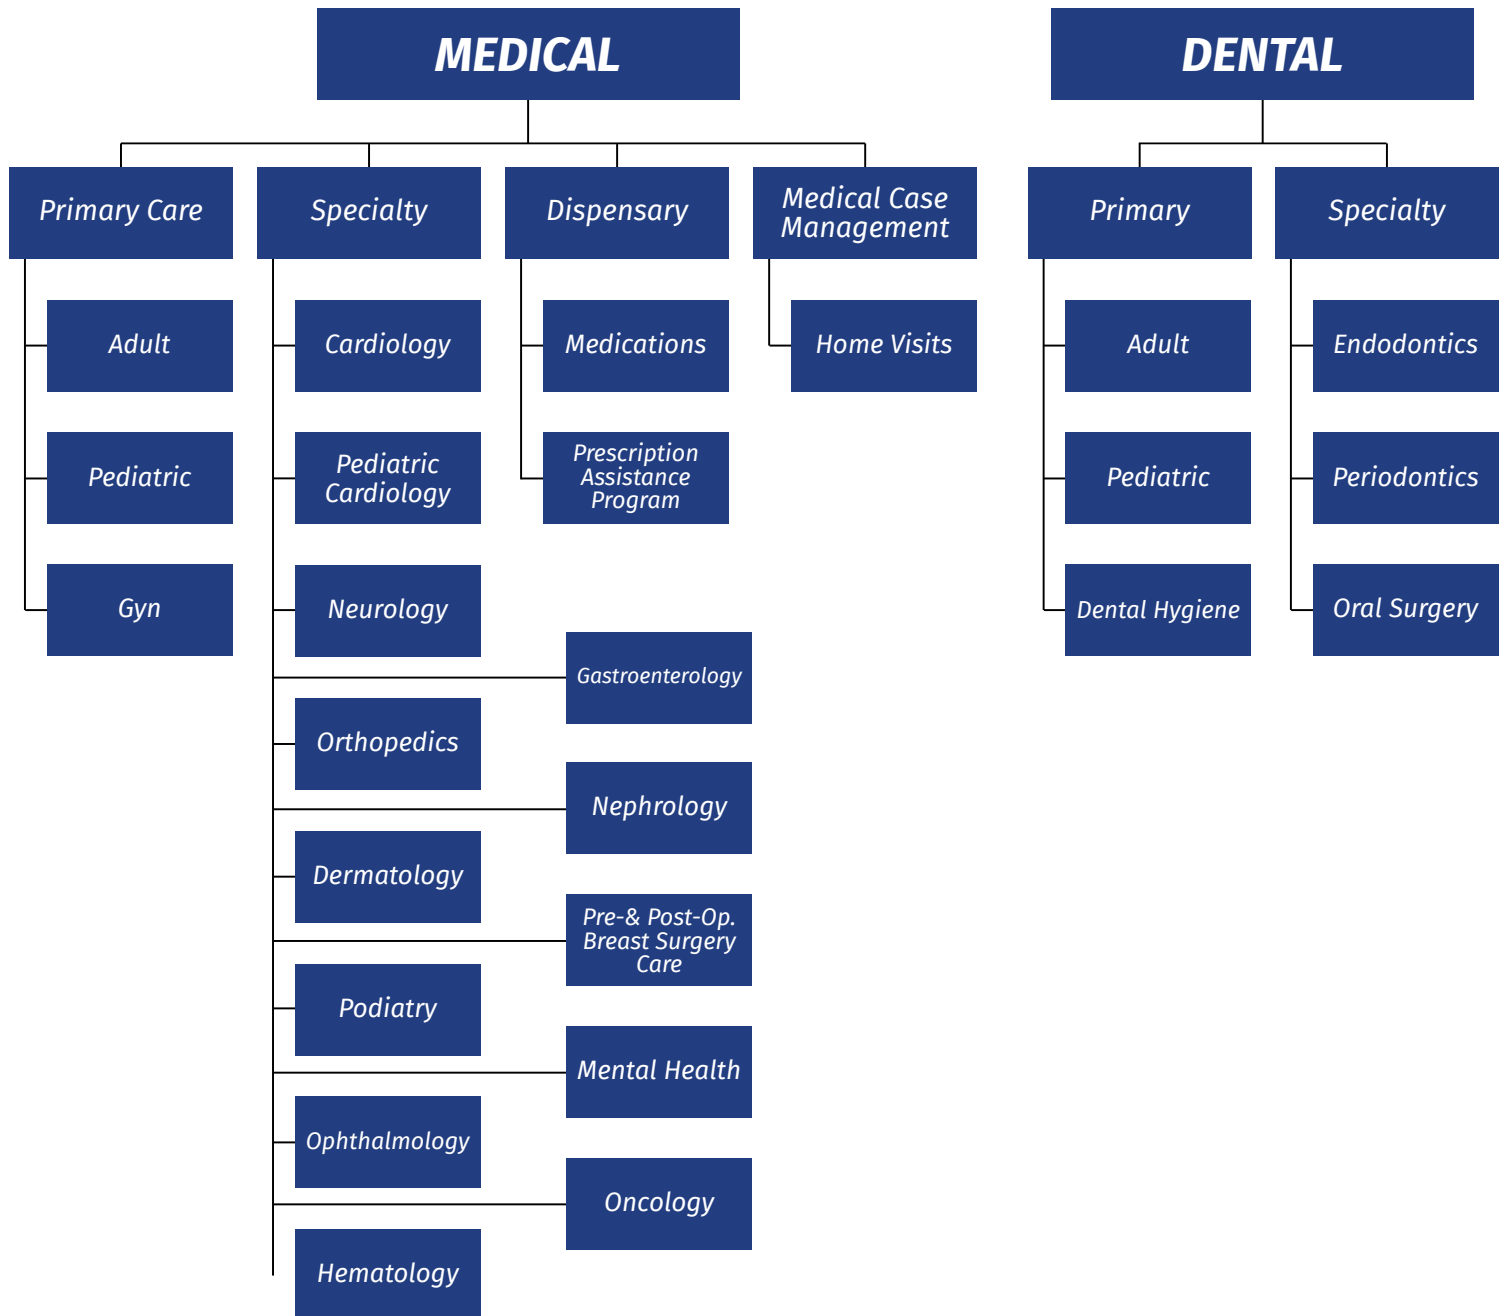 MEDICAL
Primary Care
Adult
Pediatric
Gyn
Specialty
Cardiology
Pediatric
Cardiology
Neurology
Gastroenterology
Orthopedics
Nephrology
Dermatology
Pre-& Post-Op.
Breast Surgery
Care
Podiatry
Mental Health
Ophthalmology
Oncology
Hematology
Dispensary
Medications
Prescription
Assistance
Program
Medical Case
Management
Home Visits
DENTAL
Primary
Adult
Pediatric
Dental Hygiene
Specialty
Endodontics
Periodontics
Oral Surgery